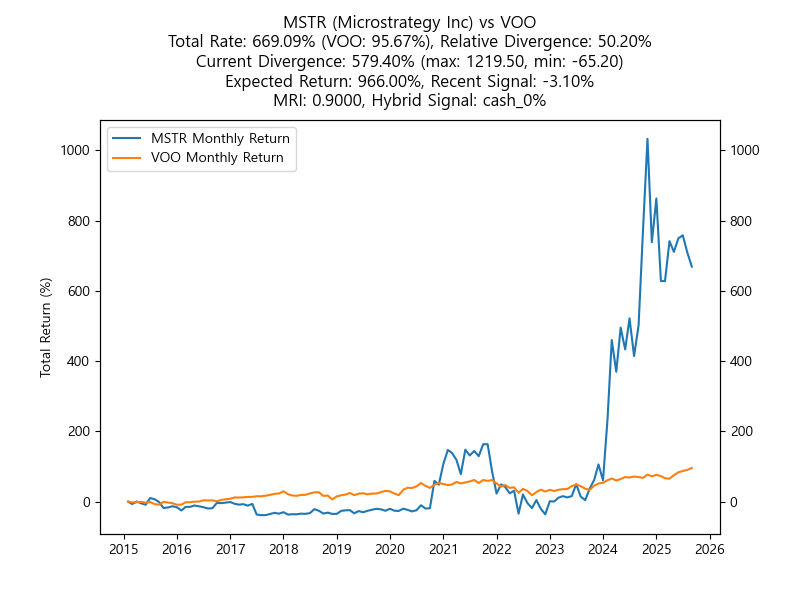 MSTR (Microstrategy Inc) vs VOO
Total Rate: 669.09% (VOO: 95.67%), Relative Divergence: 50.20%
Current Divergence: 579.40% (max: 1219.50, min: -65.20)
Expected Return: 966.00%, Recent Signal: -3.10%
MRI: 0.9000, Hybrid Signal: cash_0%
MSTR Monthly Return
VOO Monthly Return
Total Return (%)
1000
800
600
400
200
0
1000
800
600
400
200
0
2015 2016 2017 2018 2019 2020 2021 2022 2023 2024 2025 2026